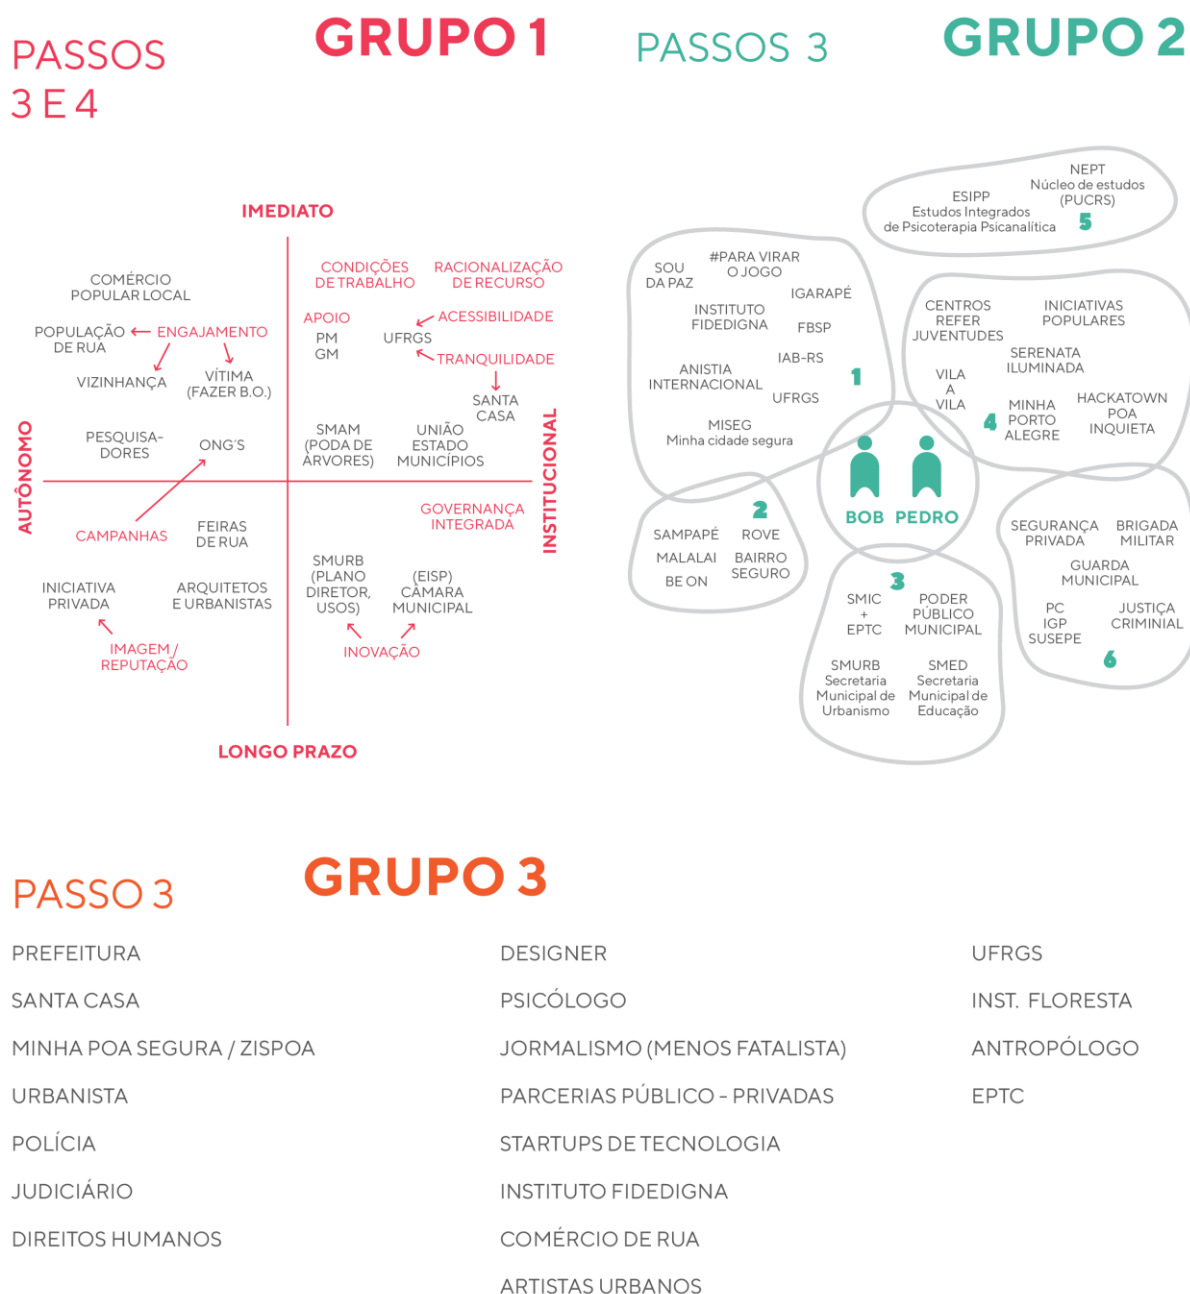 PASSOS
3 E 4
GRUPO 1
IMEDIATO
COMÉRCIO
POPULAR LOCAL
CONDIÇÕES
DE TRABALHO
RACIONALIZAÇÃO
DE RECURSO
POPULAÇÃO
DE RUA
ENGAJAMENTO
VIZINHANÇA
VÍTIMA
(FAZER B.O.)
APOIO
PM
GM
UFRGS
ACESSIBILIDADE
TRANQUILIDADE
SANTA
CASA
PESQUISA-
DORES
ONG´S
SMAM
(PODA DE
ÁRVORES)
UNIÃO
ESTADO
MUNICÍPIOS
AUTÔNOMO
INSTITUCIONAL
CAMPANHAS
FEIRAS
DE RUA
GOVERNANÇA
INTEGRADA
INICIATIVA
PRIVADA
ARQUITETOS
E URBANISTAS
SMURB
(PLANO
DIRETOR,
USOS)
(EISP)
CÂMARA
MUNICIPAL
IMAGEM /
REPUTAÇÃO
INOVAÇÃO
LONGO PRAZO
PASSOS 3
GRUPO 2
ESIPP
Estudos Integrados
de Psicoterapia Psicanalítica
NEPT
Núcleo de estudos
(PUCRS)
5
SOU
DA PAZ
#PARA VIRAR
O JOGO
IGARAPÉ
INSTITUTO
FIDEDIGNA
FBSP
IAB-RS
ANISTIA
INTERNACIONAL
UFRGS
1
MISEG
Minha cidade segura
CENTROS
REFER
JUVENTUDES
INICIATIVAS
POPULARES
SERENATA
ILUMINADA
VILA
A
VILA
4
MINHA
PORTO
ALEGRE
HACKATOWN
POA
INQUIETA
BOB
PEDRO
2
SAMPAPÉ
ROVE
MALALAI
BAIRRO
SEGURO
BE ON
3
SMIC
+
EPTC
PODER
PÚBLICO
MUNICIPAL
SMURB
Secretaria
Municipal de
Urbanismo
SMED
Secretaria
Municipal de
Educação
SEGURANÇA
PRIVADA
BRIGADA
MILITAR
GUARDA
MUNICIPAL
PC
IGP
SUSEPE
JUSTIÇA
CRIMINIAL
6
PASSO 3
GRUPO 3
PREFEITURA
SANTA CASA
MINHA POA SEGURA / ZISPOA
URBANISTA
POLÍCIA
JUDICIÁRIO
DIREITOS HUMANOS
DESIGNER
PSICÓLOGO
JORMALISMO (MENOS FATALISTA)
PARCERIAS PÚBLICO - PRIVADAS
STARTUPS DE TECNOLOGIA
INSTITUTO FIDEDIGNA
COMÉRCIO DE RUA
ARTISTAS URBANOS
UFRGS
INST. FLORESTA
ANTROPÓLOGO
EPTC